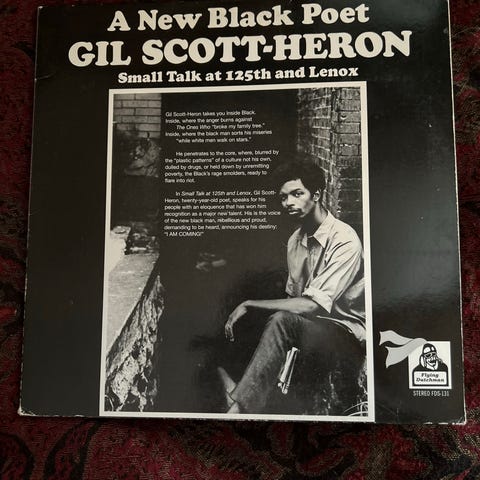 A New Black Poet
GIL SCOTT-HERON
Small Talk at 125th and Lenox
Gil Scott-Heron takes you Inside Black.
Inside, where the anger burns against
The Ones Who "broke my family tree."
Inside, where the black man sorts his miseries
"while white men walk on stars."
He penetrates to the core, where, blurred by
the "plastic patterns" of a culture not his own,
dulled by drugs, or held down by unremitting
poverty, the Black's rage smolders, ready to
flare into riot.
In Small Talk at 125th and Lenox, Gil Scott-
Heron, twenty-year-old poet, speaks for his
people with an eloquence that has won him
recognition as a major new talent. His is the voice
of the new black man, rebellious and proud,
demanding to be heard, announcing his destiny:
"I AM COMING!"
Flying
Dutchman
STEREO FDS-131